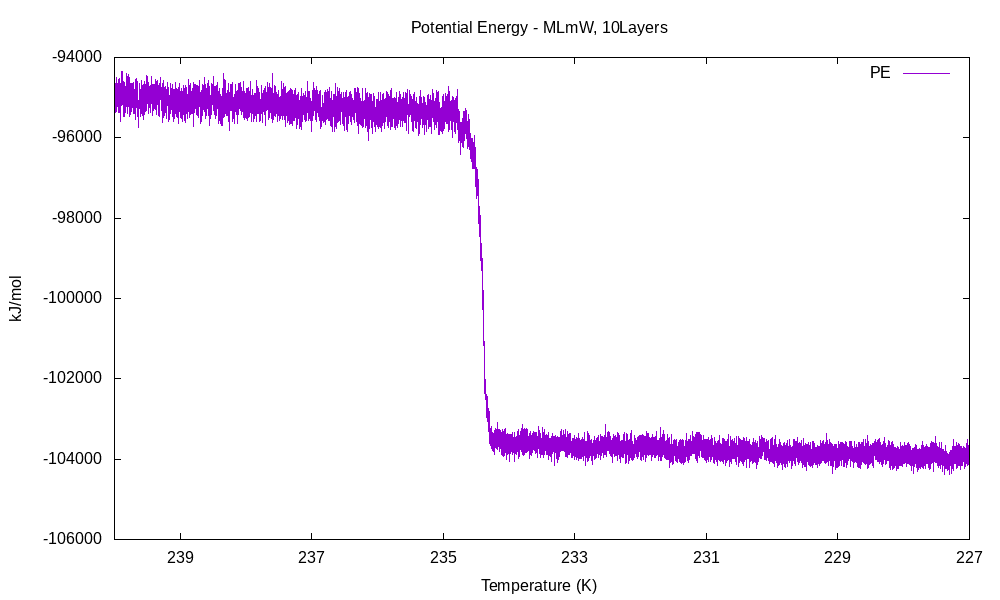 Potential Energy - MLmW, 10Layers
PE
-94000
-96000
-98000
-100000
-102000
-104000
-106000
kJ/mol
239 237 235 233 231 229 227
Temperature (K)